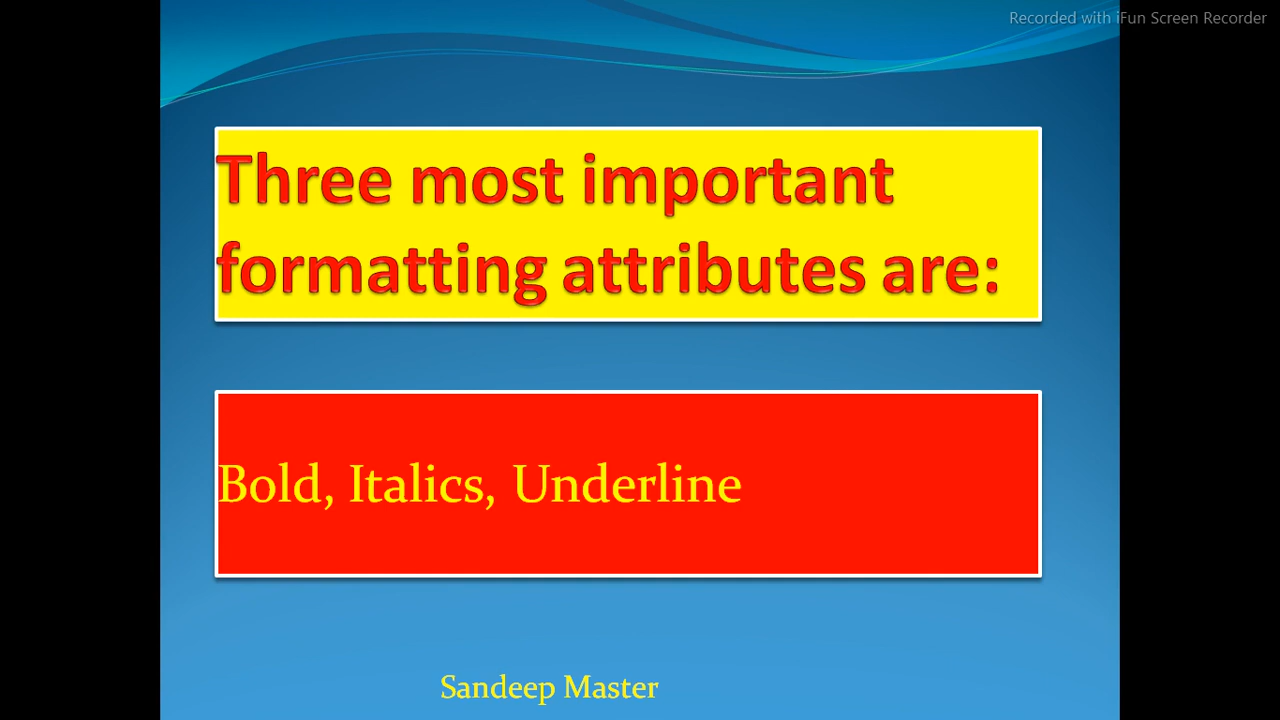 Recorded with iFun Screen Recorder
Three most important
formatting attributes are:
Bold, Italics, Underline
Sandeep Master